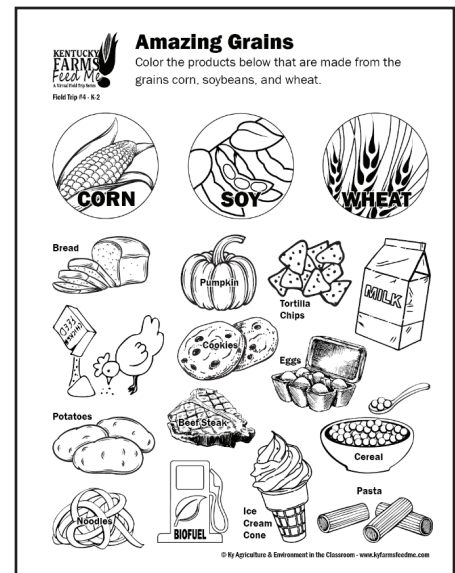 KENTUCKY
FARMS
Feed Me!
A Virtual Field Trip Series
Field Trip #4 - K-2
Amazing Grains
Color the products below that are made from the
grains corn, soybeans, and wheat.
CORN
SOY
WHEAT
Bread
Pumpkin
Tortilla
Chips
MILK
CHICKEN
FEED
Cookies
Eggs
Potatoes
Beef Steak
Cereal
Noodles
BIOFUEL
Ice
Cream
Cone
Pasta
© Ky Agriculture & Environment in the Classroom - www.kyfarmsfeedme.com